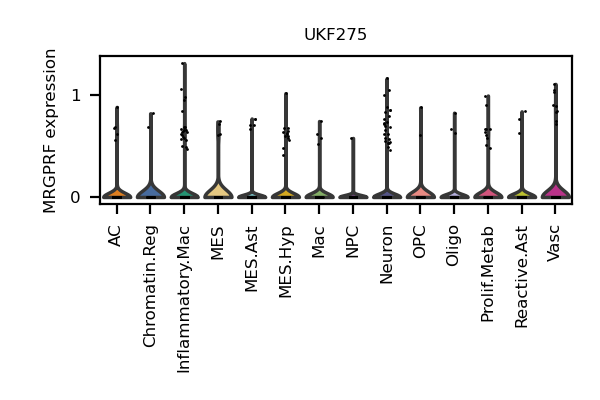 UKF275
MRGPRF expression
1
0
AC
Chromatin.Reg
Inflammatory.Mac
MES
MES.Ast
MES.Hyp
Mac
NPC
Neuron
OPC
Oligo
Prolif.Metab
Reactive.Ast
Vasc